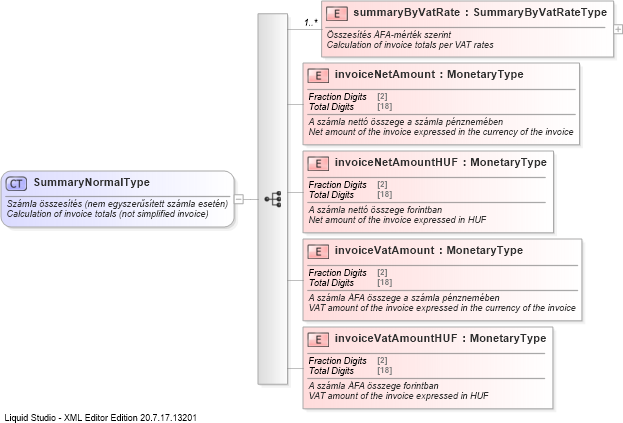 E summaryByVatRate : SummaryByVatRateType
1..*
Összesítés ÁFA-mérték szerint
Calculation of invoice totals per VAT rates
E invoiceNetAmount : MonetaryType
Fraction Digits [2]
Total Digits [18]
A számla nettó összege a számla pénznemében
Net amount of the invoice expressed in the currency of the invoice
E invoiceNetAmountHUF : MonetaryType
Fraction Digits [2]
Total Digits [18]
A számla nettó összege forintban
Net amount of the invoice expressed in HUF
CT SummaryNormalType
Számla összesítés (nem egyszerűsített számla esetén)
Calculation of invoice totals (not simplified invoice)
E invoiceVatAmount : MonetaryType
Fraction Digits [2]
Total Digits [18]
A számla ÁFA összege a számla pénznemében
VAT amount of the invoice expressed in the currency of the invoice
E invoiceVatAmountHUF : MonetaryType
Fraction Digits [2]
Total Digits [18]
A számla ÁFA összege forintban
VAT amount of the invoice expressed in HUF
Liquid Studio - XML Editor Edition 20.7.17.13201